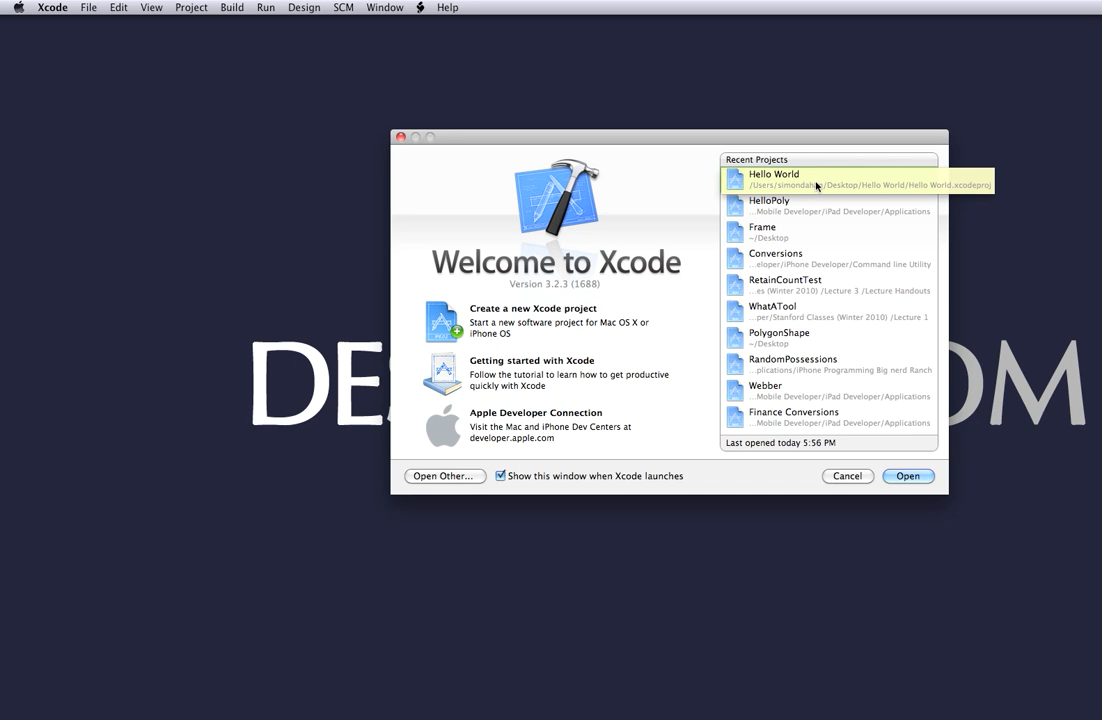 Xcode File Edit View Project Build Run Design SCM Window Help
Recent Projects
Hello World
/Desktop/Hello World/Hello World.xcodeproj
HelloPoly
...Mobile Developer/iPad Developer/Applications
Frame
~/Desktop
Conversions
...eloper/iPhone Developer/Command line Utility
RetainCountTest
...es (Winter 2010) /Lecture 3 /Lecture Handouts
WhatATool
...per/Stanford Classes (Winter 2010) /Lecture 1
PolygonShape
~/Desktop
RandomPossessions
...plications/iPhone Programming Big nerd Ranch
Webber
...Mobile Developer/iPad Developer/Applications
Finance Conversions
...Mobile Developer/iPad Developer/Applications
Last opened today 5:56 PM
Welcome to Xcode
Version 3.2.3 (1688)
Create a new Xcode project
Start a new software project for Mac OS X or
iPhone OS
Getting started with Xcode
Follow the tutorial to learn how to get productive
quickly with Xcode
Apple Developer Connection
Visit the Mac and iPhone Dev Centers at
developer.apple.com
Open Other...
Show this window when Xcode launches
Cancel
Open